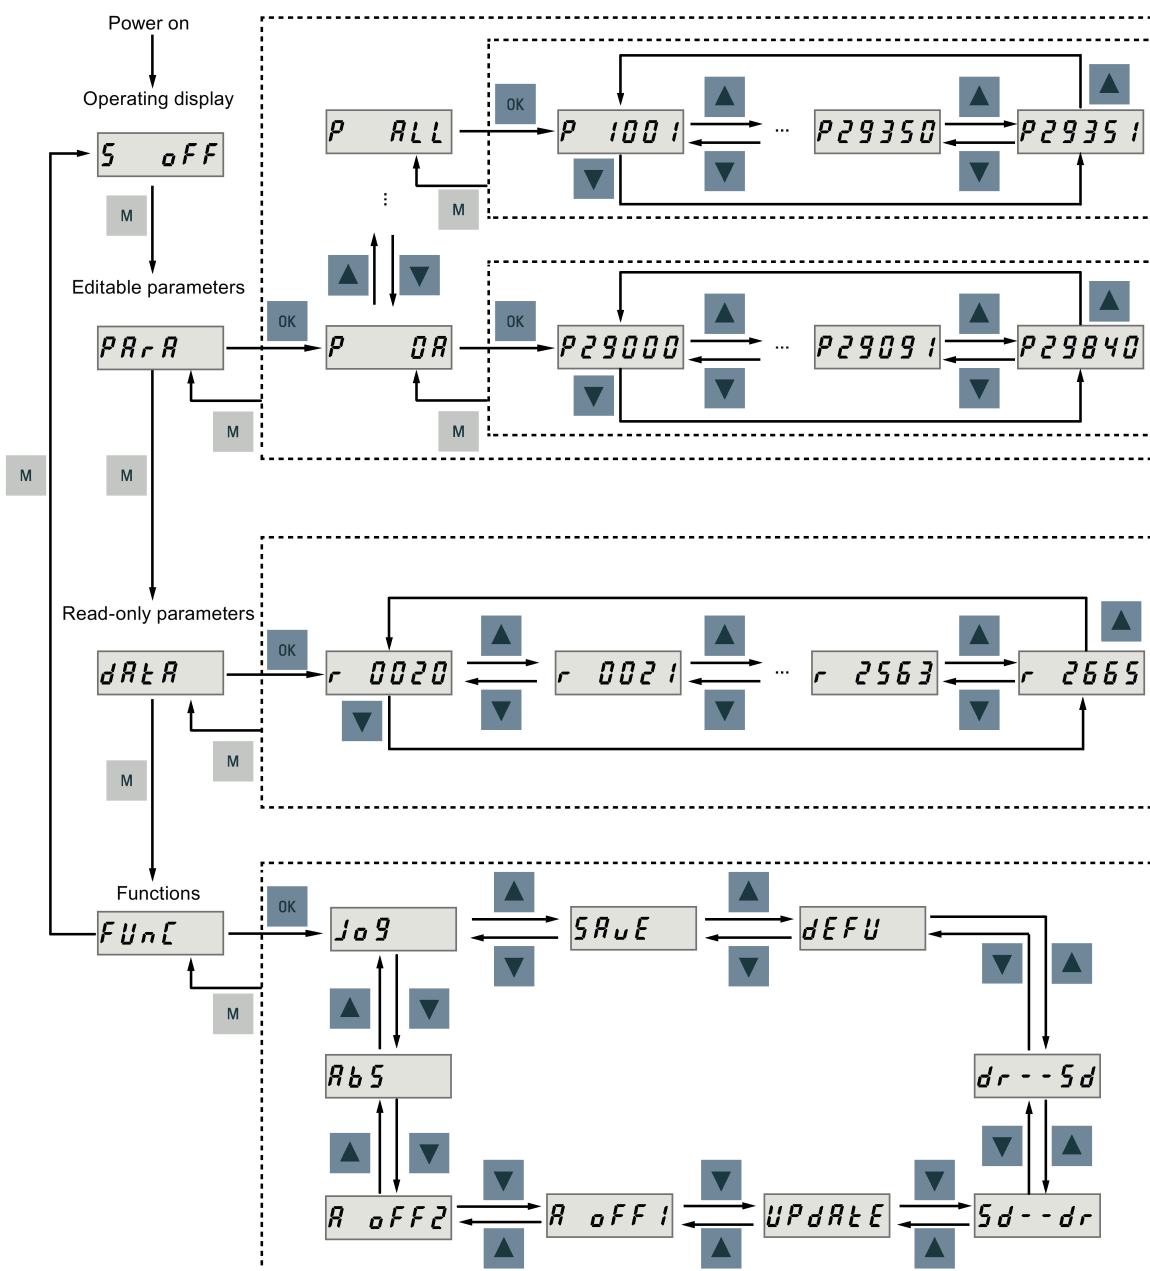 Power on
Operating display
S oFF
M
Editable parameters
PArA
OK
P ALL
OK
P 1001
...
P29350
P29351
M
...
P 0A
OK
P29000
...
P29091
P29840
M
M
M
M
Read-only parameters
dAtA
OK
r 0020
r 0021
...
r 2563
r 2665
M
M
Functions
FUnC
OK
Jog
SAvE
dEFU
M
AbS
dr--Sd
A oFF2
A oFF1
UPdAtE
Sd--dr